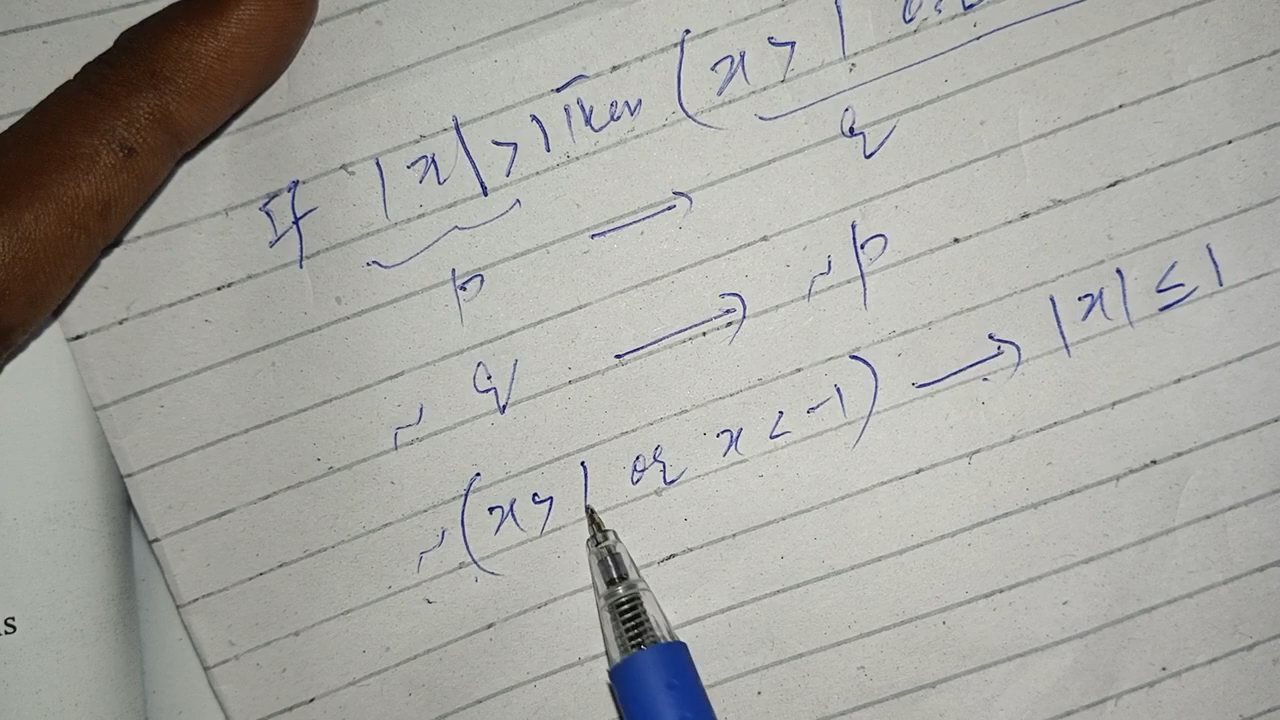 If |x| > 1 then (x > 1
p → q
~q → ~p
~(x > 1 or x < -1) → |x| ≤ 1